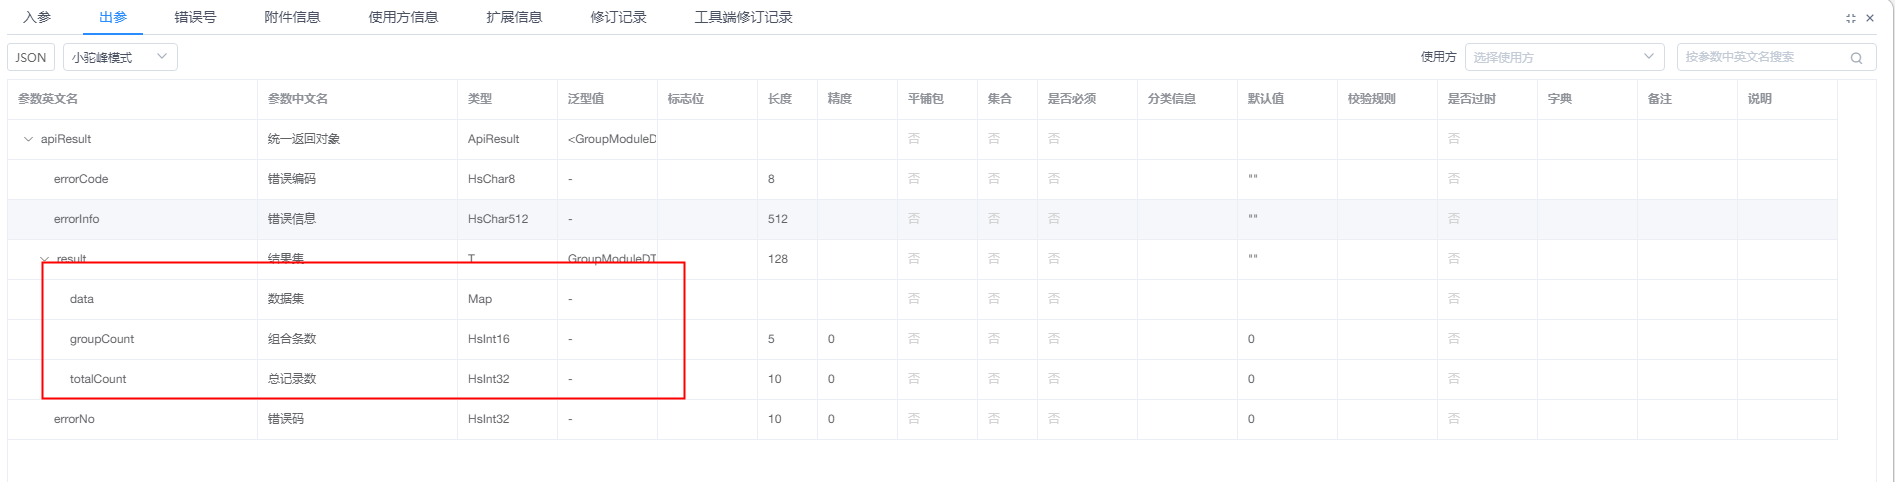 入参 出参 错误号 附件信息 使用方信息 扩展信息 修订记录 工具端修订记录
JSON 小驼峰模式 使用方 选择使用方 按参数中英文名搜索
参数英文名 参数中文名 类型 泛型值 标志位 长度 精度 平铺包 集合 是否必须 分类信息 默认值 校验规则 是否过时 字典 备注 说明
apiResult 统一返回对象 ApiResult <GroupModuleD 否 否 否 否
errorCode 错误编码 HsChar8 - 8 否 否 否 "" 否
errorInfo 错误信息 HsChar512 - 512 否 否 否 "" 否
result 结果集 T GroupModuleDT 128 否 否 否 "" 否
data 数据集 Map - 否 否 否 否
groupCount 组合条数 HsInt16 - 5 0 否 否 否 0 否
totalCount 总记录数 HsInt32 - 10 0 否 否 否 0 否
errorNo 错误码 HsInt32 - 10 0 否 否 否 0 否